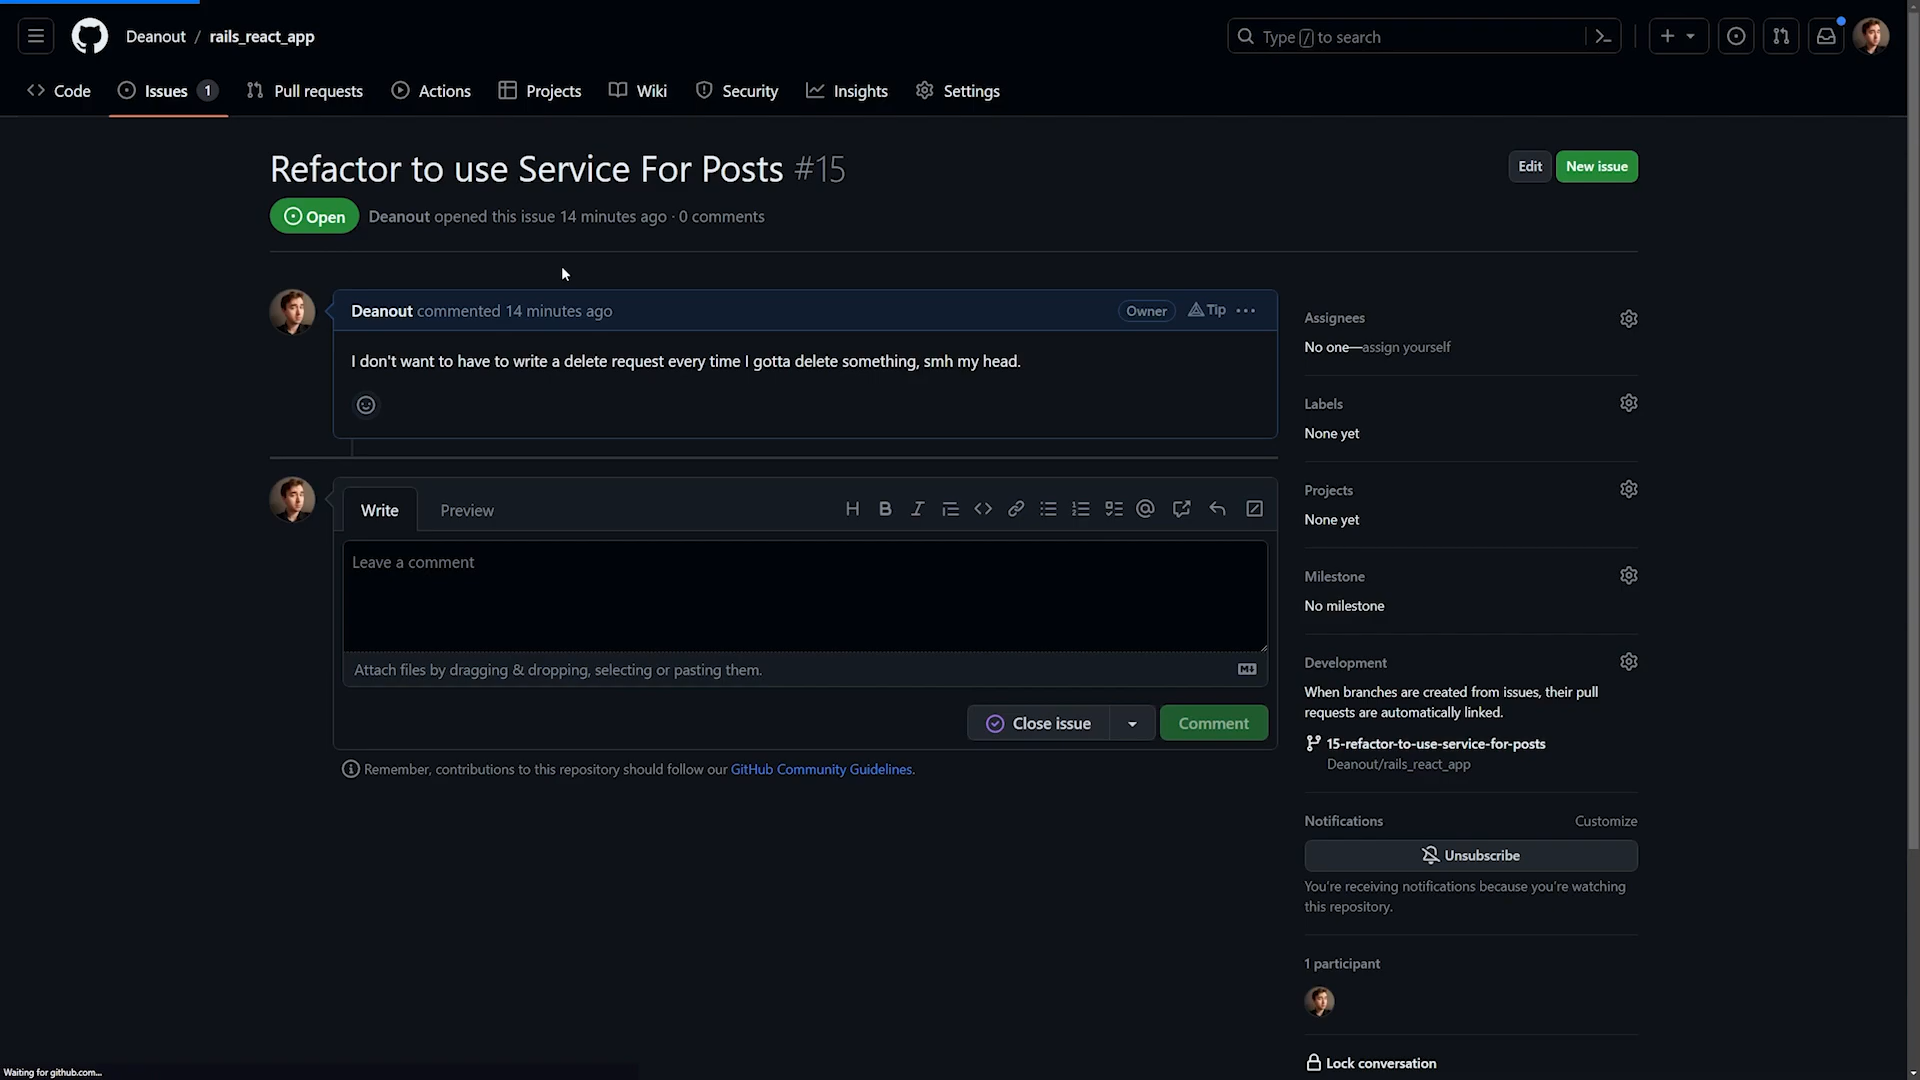 Deanout / rails_react_app
Type / to search
Code
Issues 1
Pull requests
Actions
Projects
Wiki
Security
Insights
Settings
Refactor to use Service For Posts #15
Edit
New issue
Open
Deanout opened this issue 14 minutes ago · 0 comments
Deanout commented 14 minutes ago
Owner
Tip
I don't want to have to write a delete request every time I gotta delete something, smh my head.
Write
Preview
Leave a comment
Attach files by dragging & dropping, selecting or pasting them.
Close issue
Comment
Remember, contributions to this repository should follow our GitHub Community Guidelines.
Assignees
No one—assign yourself
Labels
None yet
Projects
None yet
Milestone
No milestone
Development
When branches are created from issues, their pull
requests are automatically linked.
15-refactor-to-use-service-for-posts
Deanout/rails_react_app
Notifications
Customize
Unsubscribe
You're receiving notifications because you're watching
this repository.
1 participant
Lock conversation
Waiting for github.com...